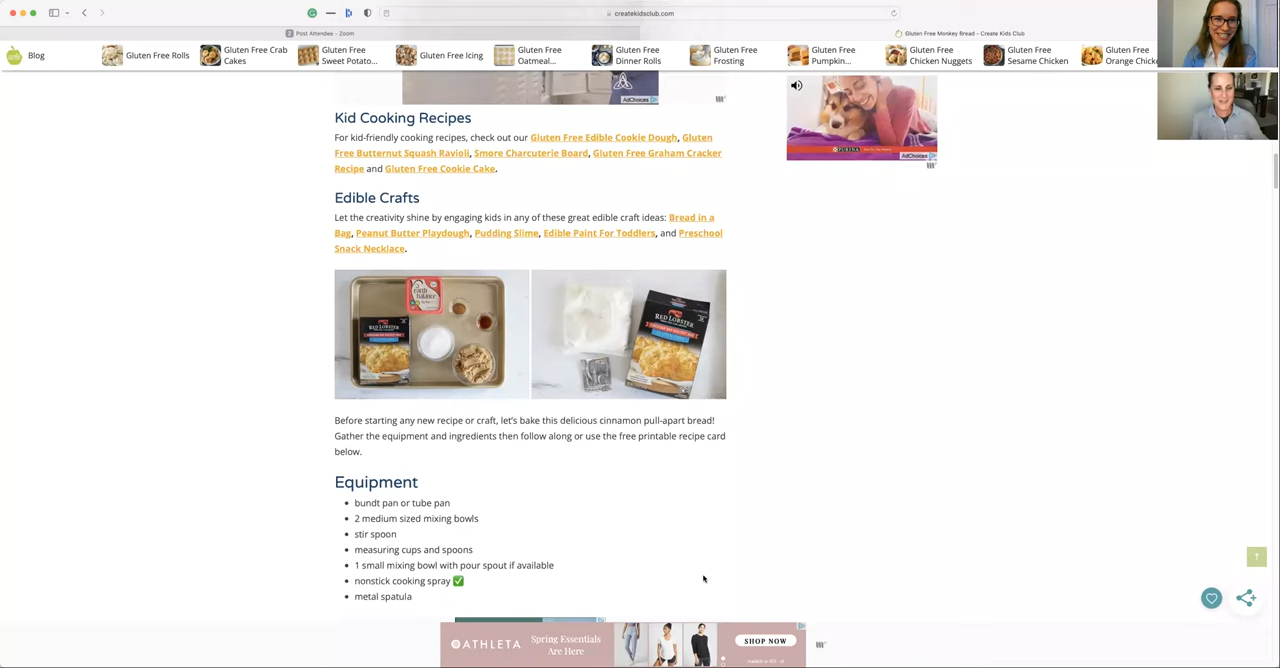 createkidsclub.com
Post Attendee - Zoom
Gluten Free Monkey Bread - Create Kids Club
Blog
Gluten Free Rolls
Gluten Free Crab
Cakes
Gluten Free
Sweet Potato...
Gluten Free Icing
Gluten Free
Oatmeal...
Gluten Free
Dinner Rolls
Gluten Free
Frosting
Gluten Free
Pumpkin...
Gluten Free
Chicken Nuggets
Gluten Free
Sesame Chicken
Gluten Free
Orange Chicke
AdChoices
Kid Cooking Recipes
For kid-friendly cooking recipes, check out our Gluten Free Edible Cookie Dough, Gluten
Free Butternut Squash Ravioli, Smore Charcuterie Board, Gluten Free Graham Cracker
Recipe and Gluten Free Cookie Cake.
PURINA
AdChoices
Edible Crafts
Let the creativity shine by engaging kids in any of these great edible craft ideas: Bread in a
Bag, Peanut Butter Playdough, Pudding Slime, Edible Paint For Toddlers, and Preschool
Snack Necklace.
earth
balance
RED LOBSTER
RED LOBSTER
Before starting any new recipe or craft, let's bake this delicious cinnamon pull-apart bread!
Gather the equipment and ingredients then follow along or use the free printable recipe card
below.
Equipment
bundt pan or tube pan
2 medium sized mixing bowls
stir spoon
measuring cups and spoons
1 small mixing bowl with pour spout if available
nonstick cooking spray ✅
metal spatula
ATHLETA
Spring Essentials
Are Here
SHOP NOW